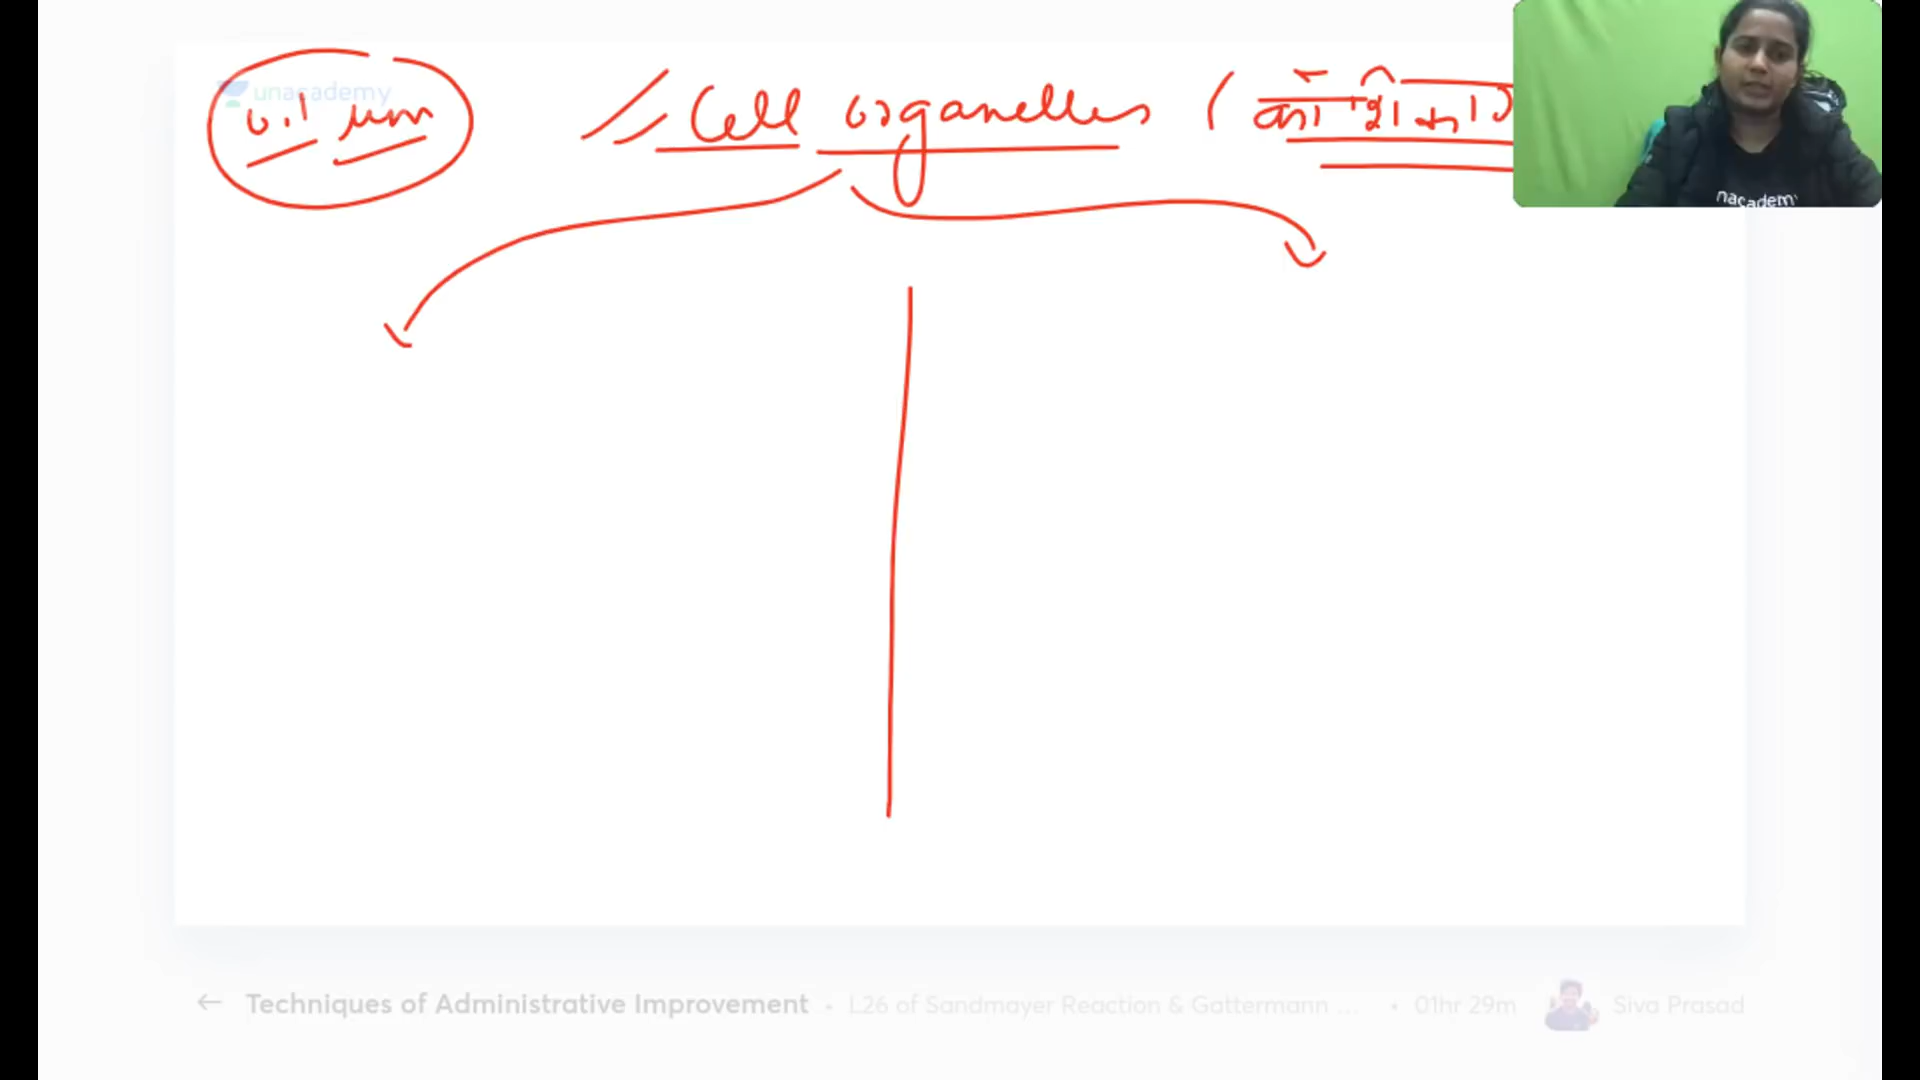 unacademy
0.1 μm
Cell organelles (कोशिका)
nacadem
← Techniques of Administrative Improvement • L26 of Sandmayer Reaction & Gattermann ... • 01hr 29m Siva Prasad